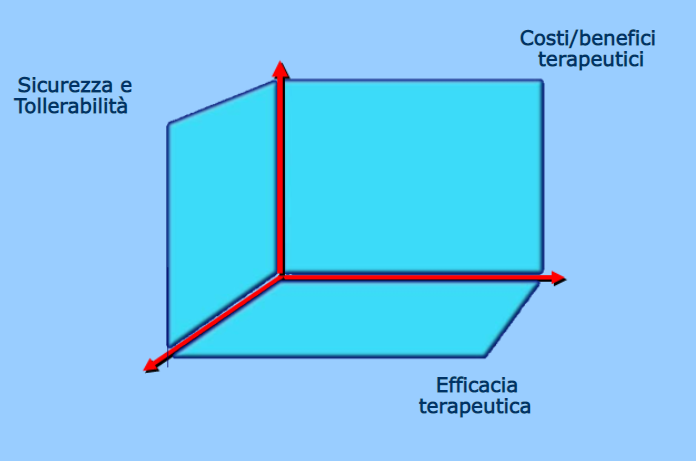 Costi/benefici
terapeutici
Sicurezza e
Tollerabilità
Efficacia
terapeutica